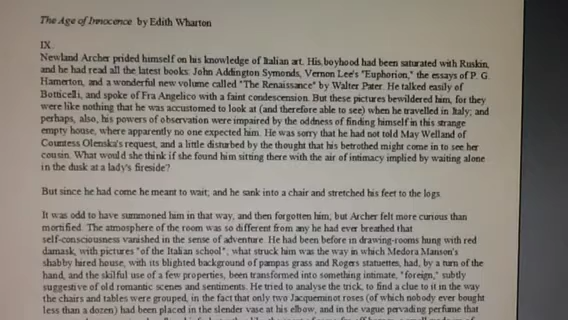 The Age of Innocence by Edith Wharton
IX.
Newland Archer prided himself on his knowledge of Italian art. His boyhood had been saturated with Ruskin,
and he had read all the latest books: John Addington Symonds, Vernon Lee's "Euphorion," the essays of P. G.
Hamerton, and a wonderful new volume called "The Renaissance" by Walter Pater. He talked easily of
Botticelli, and spoke of Fra Angelico with a faint condescension. But these pictures bewildered him, for they
were like nothing that he was accustomed to look at (and therefore able to see) when he travelled in Italy; and
perhaps, also, his powers of observation were impaired by the oddness of finding himself in this strange
empty house, where apparently no one expected him. He was sorry that he had not told May Welland of
Countess Olenska's request, and a little disturbed by the thought that his betrothed might come in to see her
cousin. What would she think if she found him sitting there with the air of intimacy implied by waiting alone
in the dusk at a lady's fireside?
But since he had come he meant to wait; and he sank into a chair and stretched his feet to the logs.
It was odd to have summoned him in that way, and then forgotten him; but Archer felt more curious than
mortified. The atmosphere of the room was so different from any he had ever breathed that
self-consciousness vanished in the sense of adventure. He had been before in drawing-rooms hung with red
damask, with pictures "of the Italian school"; what struck him was the way in which Medora Manson's
shabby hired house, with its blighted background of pampas grass and Rogers statuettes, had, by a turn of the
hand, and the skilful use of a few properties, been transformed into something intimate, "foreign," subtly
suggestive of old romantic scenes and sentiments. He tried to analyse the trick, to find a clue to it in the way
the chairs and tables were grouped, in the fact that only two Jacqueminot roses (of which nobody ever bought
less than a dozen) had been placed in the slender vase at his elbow, and in the vague pervading perfume that